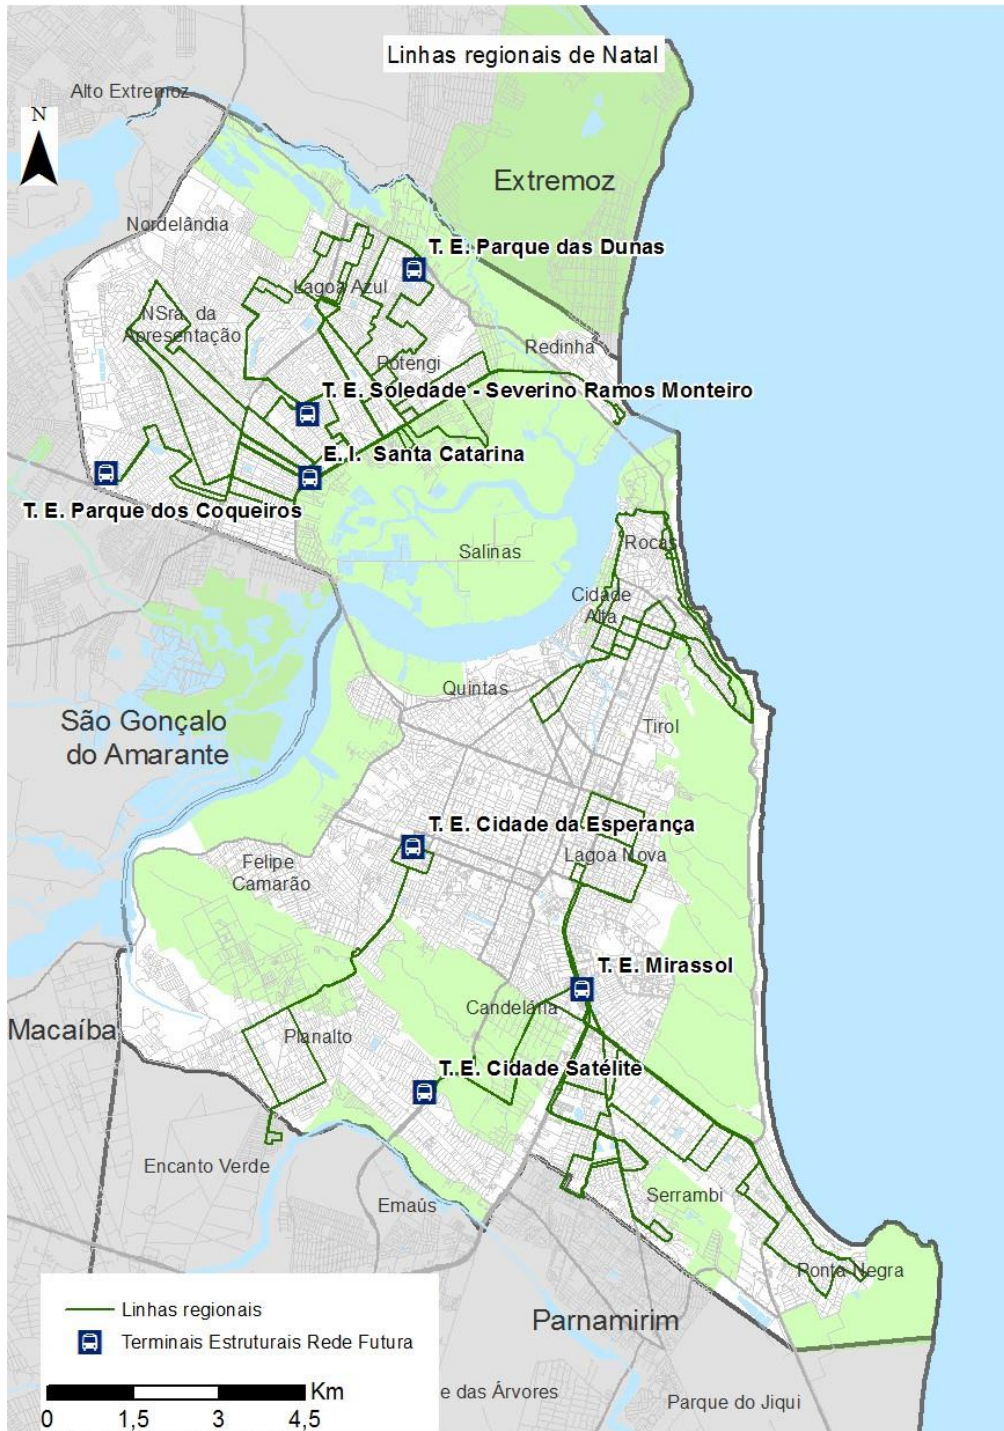 Linhas regionais de Natal
Alto Extremoz
N
Extremoz
Nordelândia
T. E. Parque das Dunas
Lagoa Azul
NSra. da
Apresentação
Redinha
Potengi
T. E. Soledade - Severino Ramos Monteiro
E. I. Santa Catarina
T. E. Parque dos Coqueiros
Salinas
Rocas
Cidade
Alta
Quintas
São Gonçalo
do Amarante
Tirol
T. E. Cidade da Esperança
Lagoa Nova
Felipe
Camarão
T. E. Mirassol
Candelária
Macaíba
Planalto
T. E. Cidade Satélite
Encanto Verde
Emaús
Serrambi
Ponta Negra
Linhas regionais
Terminais Estruturais Rede Futura
Parnamirim
Km
0 1,5 3 4,5
e das Árvores
Parque do Jiqui